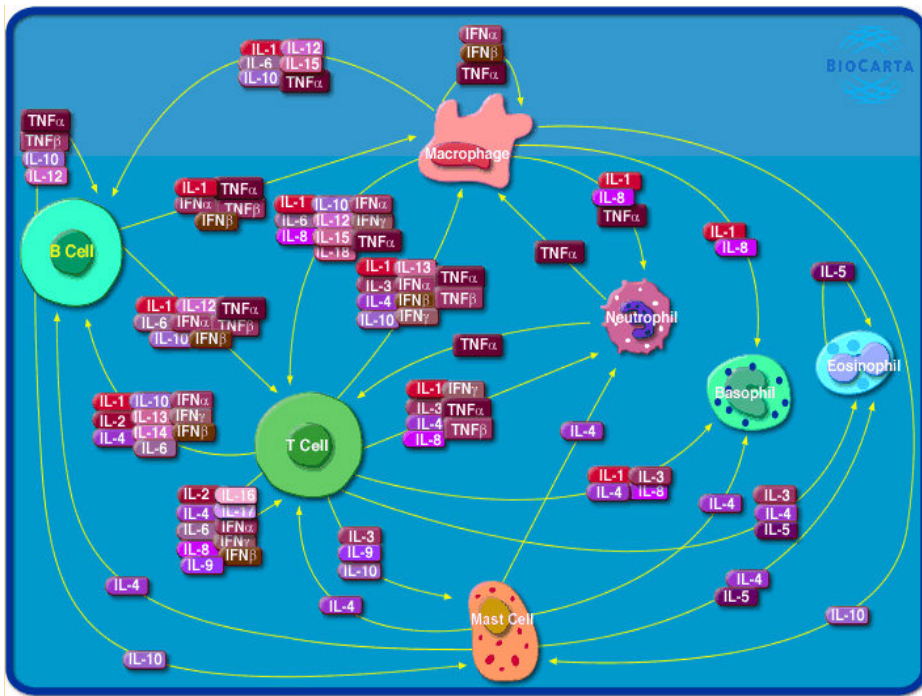 IFNα
IFNβ
TNFα
BIOCARTA
IL-1 IL-12
IL-6 IL-15
IL-10 TNFα
TNFα
TNFβ
IL-10
IL-12
Macrophage
IL-1 TNFα
IFNα TNFβ
IFNβ
IL-1 IL-10 IFNα
IL-6 IL-12 IFNγ
IL-8 IL-15 TNFα
IL-18
IL-1
IL-8
TNFα
IL-1
IL-8
B Cell
TNFα
IL-5
IL-1 IL-13 TNFα
IL-3 IFNα
IL-4 IFNβ TNFβ
IL-10 IFNγ
IL-1 IL-12 TNFα
IL-6 IFNα TNFβ
IL-10 IFNβ
Neutrophil
TNFα
Eosinophil
Basophil
IL-1 IL-10 IFNα
IL-2 IL-13 IFNγ
IL-4 IL-14 IFNβ
IL-6
T Cell
IL-1 IFNγ
IL-3 TNFα
IL-4 TNFβ
IL-8
IL-4
IL-1 IL-3
IL-4 IL-8
IL-4
IL-3
IL-4
IL-5
IL-2 IL-16
IL-4 IL-17
IL-6 IFNα
IL-8 IFNγ
IL-9 IFNβ
IL-3
IL-9
IL-10
IL-4
IL-4
IL-4
IL-5
Mast Cell
IL-10
IL-10